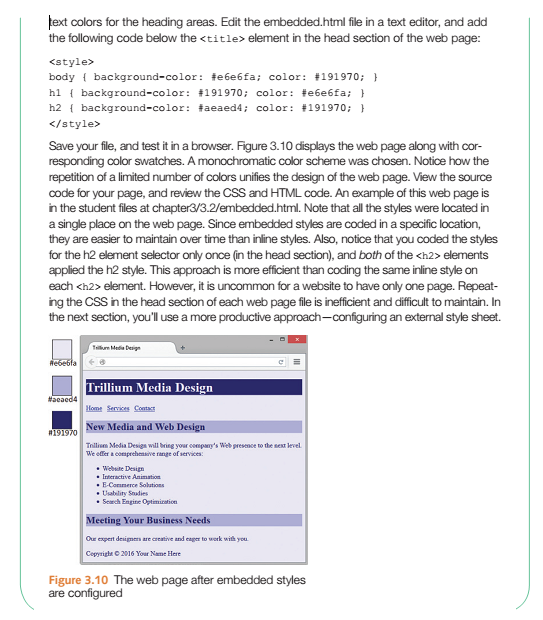 text colors for the heading areas. Edit the embedded.html file in a text editor, and add
the following code below the <title> element in the head section of the web page:
<style>
body { background-color: #e6e6fa; color: #191970; }
h1 { background-color: #191970; color: #e6e6fa; }
h2 { background-color: #aeaed4; color: #191970; }
</style>
Save your file, and test it in a browser. Figure 3.10 displays the web page along with cor-
responding color swatches. A monochromatic color scheme was chosen. Notice how the
repetition of a limited number of colors unifies the design of the web page. View the source
code for your page, and review the CSS and HTML code. An example of this web page is
in the student files at chapter3/3.2/embedded.html. Note that all the styles were located in
a single place on the web page. Since embedded styles are coded in a specific location,
they are easier to maintain over time than inline styles. Also, notice that you coded the styles
for the h2 element selector only once (in the head section), and both of the <h2> elements
applied the h2 style. This approach is more efficient than coding the same inline style on
each <h2> element. However, it is uncommon for a website to have only one page. Repeat-
ing the CSS in the head section of each web page file is inefficient and difficult to maintain. In
the next section, you'll use a more productive approach—configuring an external style sheet.
Trillium Media Design
#e6e6fa
#aeaed4
#191970
Trillium Media Design
Home Services Contact
New Media and Web Design
Trillium Media Design will bring your company's Web presence to the next level.
We offer a comprehensive range of services:
• Website Design
• Interactive Animation
• E-Commerce Solutions
• Usability Studies
• Search Engine Optimization
Meeting Your Business Needs
Our expert designers are creative and eager to work with you.
Copyright © 2016 Your Name Here
Figure 3.10 The web page after embedded styles
are configured